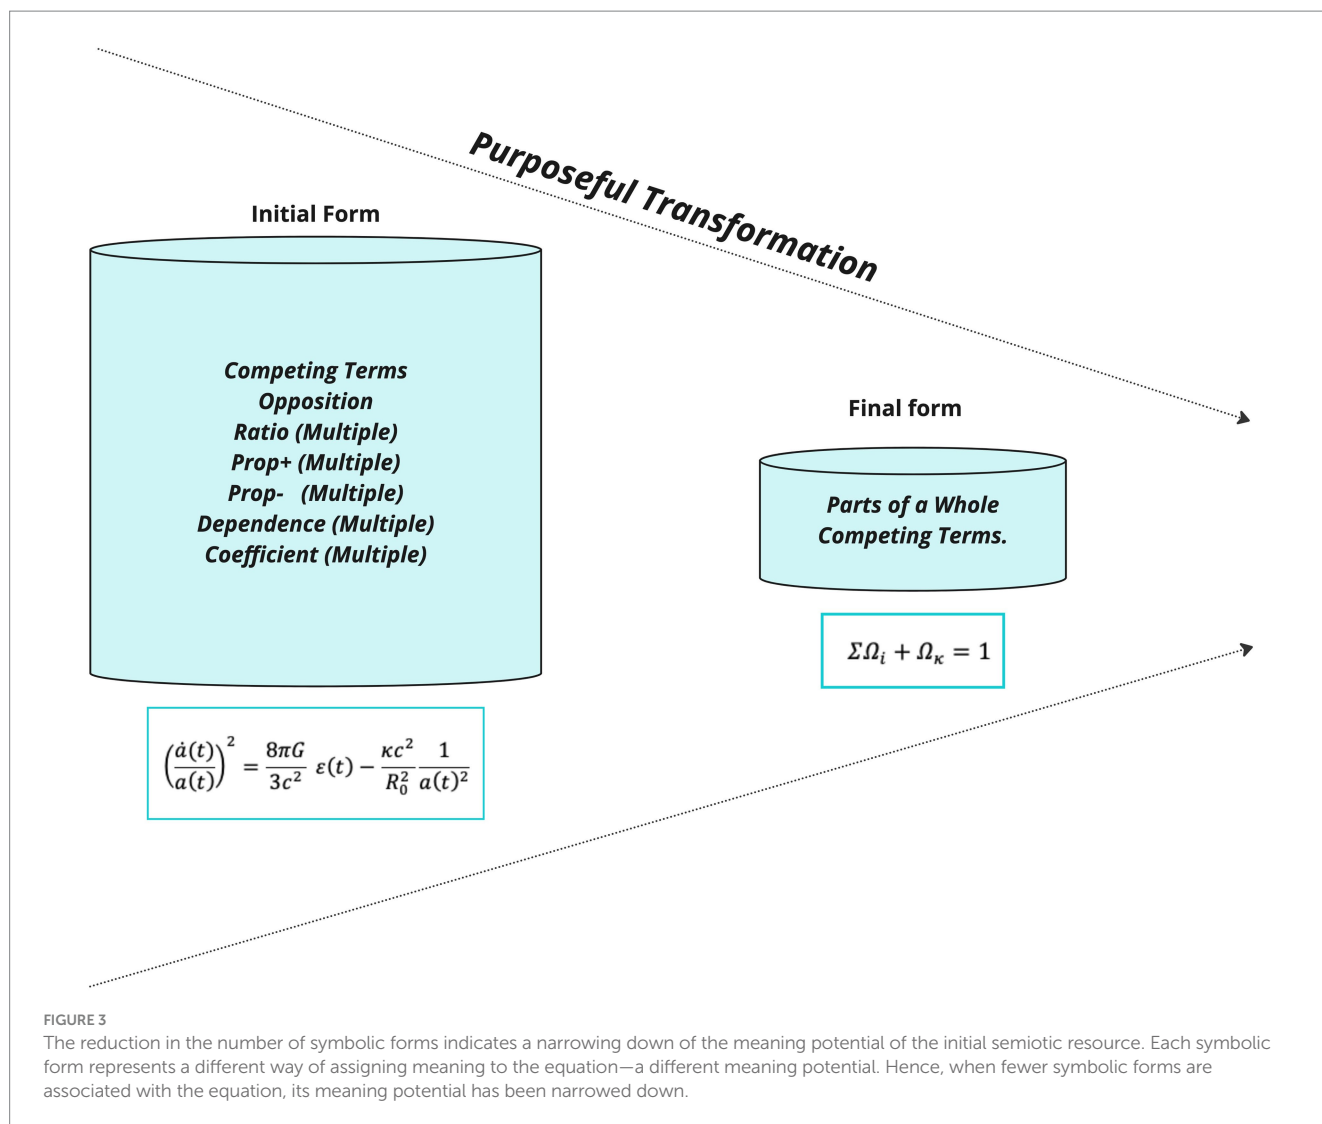 Purposeful Transformation
Initial Form
Competing Terms
Opposition
Ratio (Multiple)
Prop+ (Multiple)
Prop- (Multiple)
Dependence (Multiple)
Coefficient (Multiple)
(ȧ(t)/a(t))² = 8πG/3c² ε(t) − κc²/R₀² 1/a(t)²
Final form
Parts of a Whole
Competing Terms.
ΣΩᵢ + Ω_κ = 1
FIGURE 3
The reduction in the number of symbolic forms indicates a narrowing down of the meaning potential of the initial semiotic resource. Each symbolic
form represents a different way of assigning meaning to the equation—a different meaning potential. Hence, when fewer symbolic forms are
associated with the equation, its meaning potential has been narrowed down.